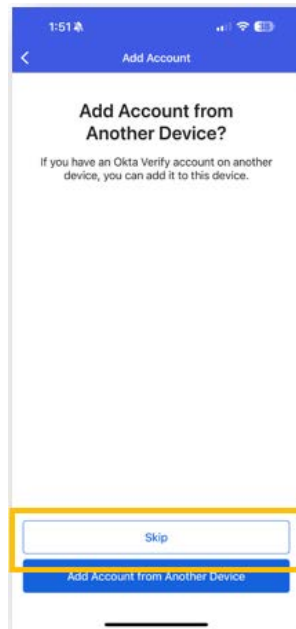 1:51
Add Account
Add Account from
Another Device?
If you have an Okta Verify account on another
device, you can add it to this device.
Skip
Add Account from Another Device